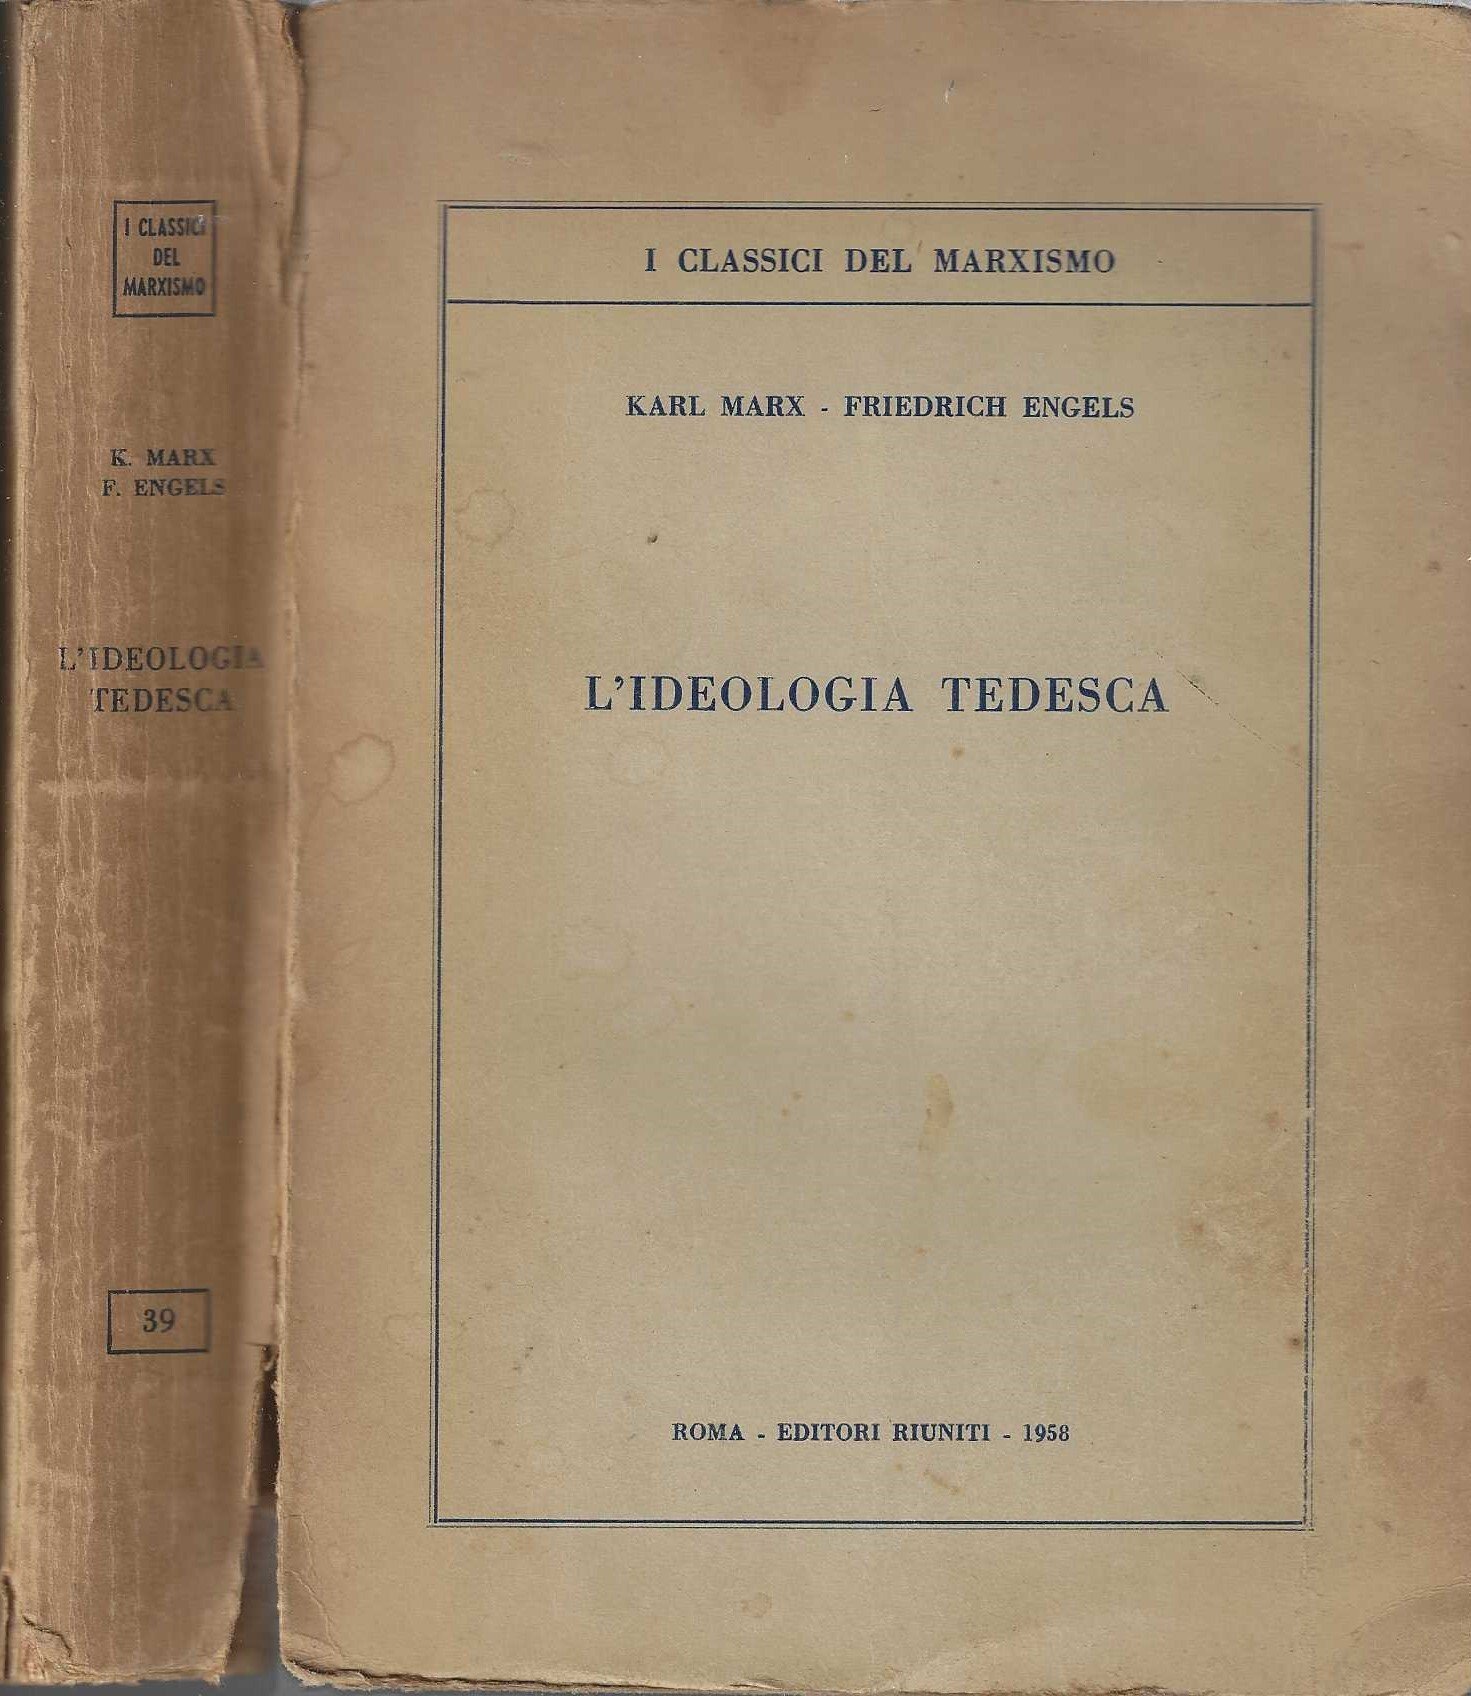 I CLASSICI
DEL
MARXISMO
K. MARX
F. ENGELS
L'IDEOLOGIA
TEDESCA
39
I CLASSICI DEL MARXISMO
KARL MARX - FRIEDRICH ENGELS
L'IDEOLOGIA TEDESCA
ROMA - EDITORI RIUNITI - 1958